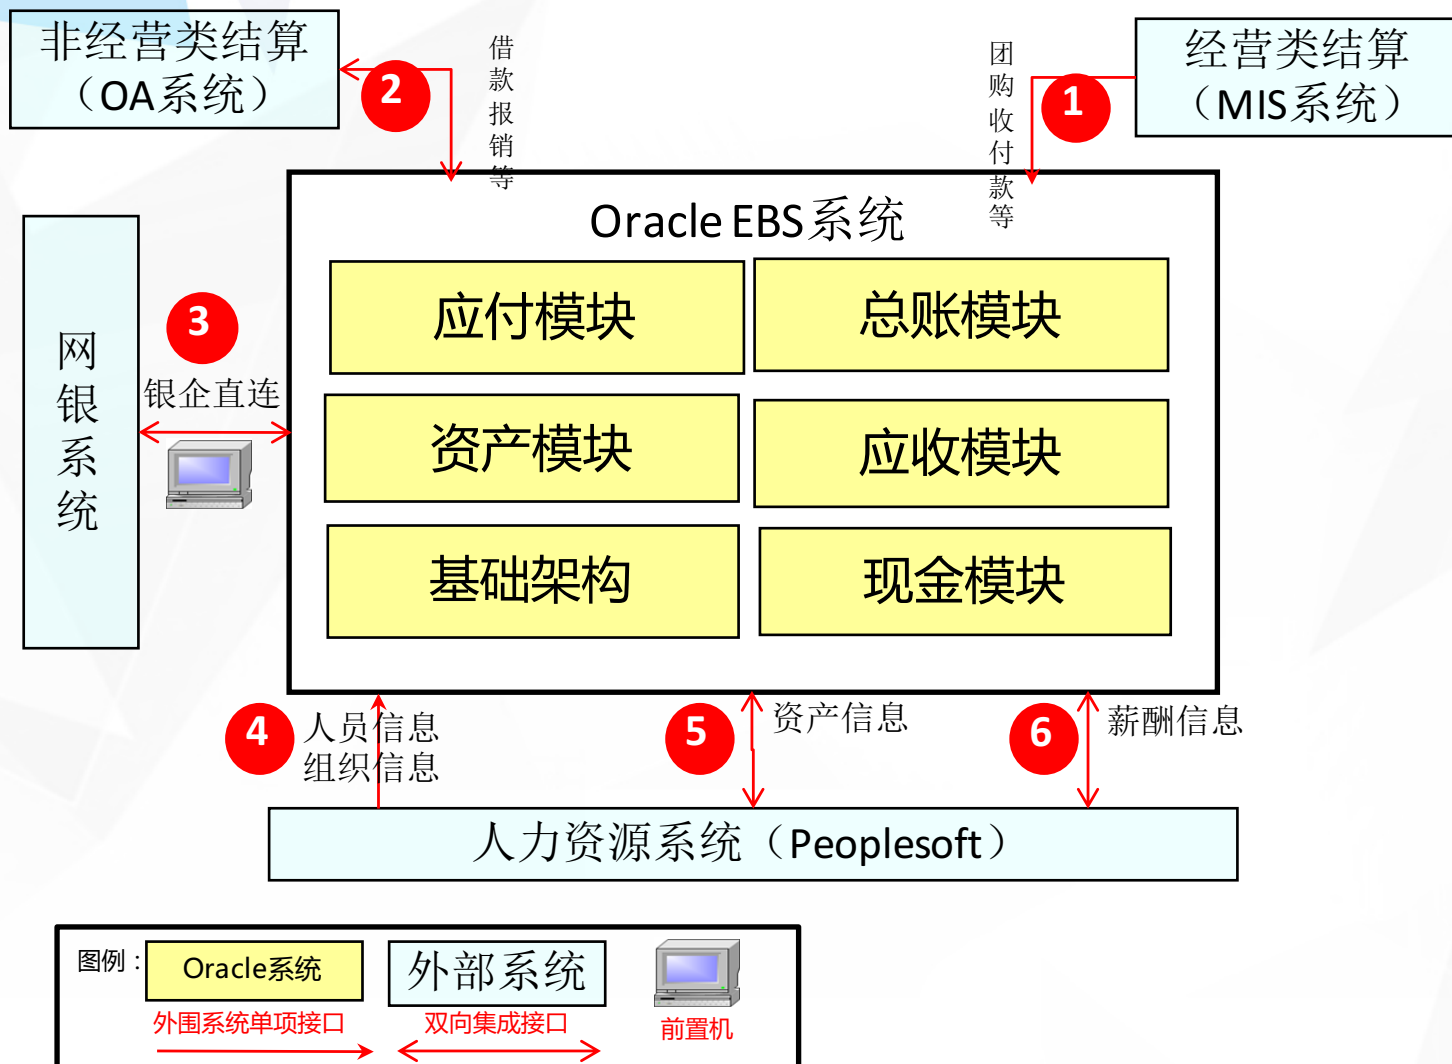 非经营类结算
（OA系统）
2
借款报销等
团购收付款等
1
经营类结算
（MIS系统）
Oracle EBS系统
应付模块
总账模块
网银系统
3
银企直连
资产模块
应收模块
基础架构
现金模块
4
人员信息
组织信息
5
资产信息
6
薪酬信息
人力资源系统（Peoplesoft）
图例：
Oracle系统
外部系统
外围系统单项接口
双向集成接口
前置机